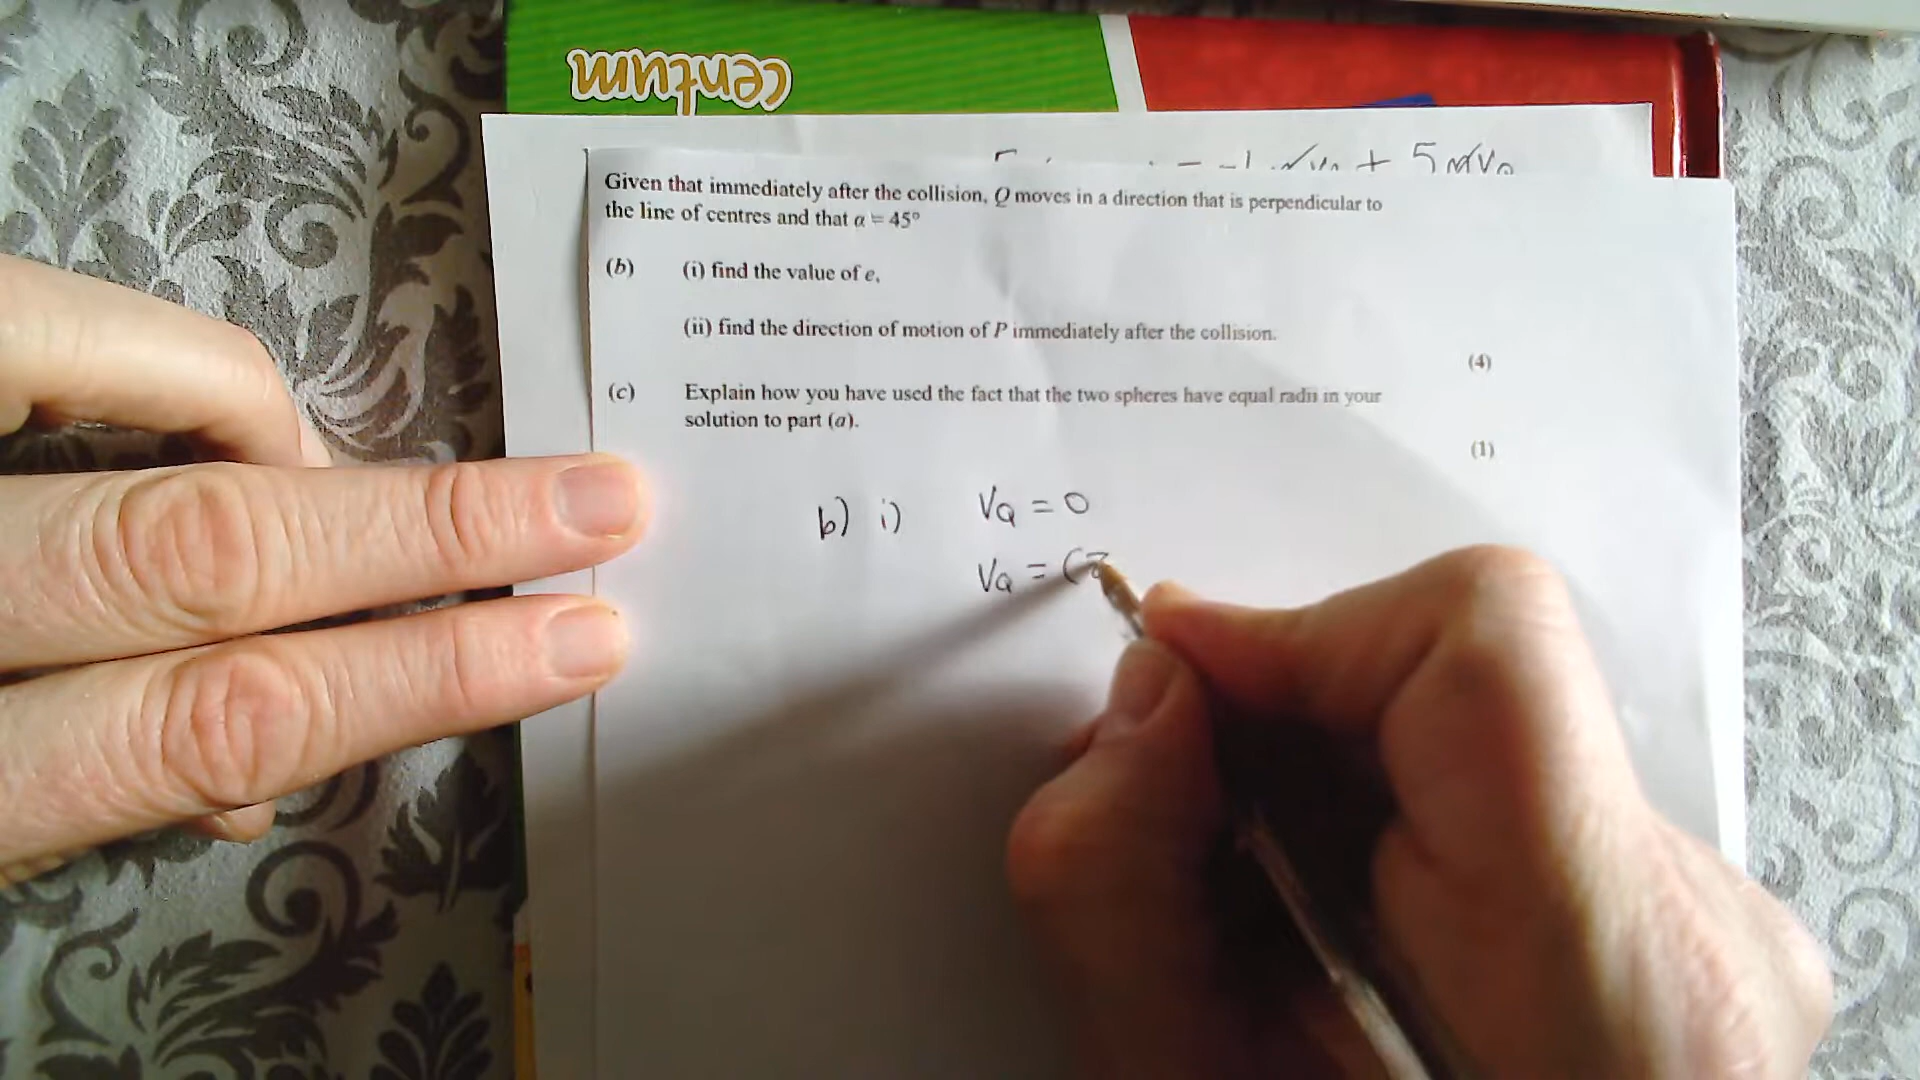 centum
+ 5mv
Given that immediately after the collision, Q moves in a direction that is perpendicular to
the line of centres and that α = 45°
(b) (i) find the value of e,
(ii) find the direction of motion of P immediately after the collision.
(4)
(c) Explain how you have used the fact that the two spheres have equal radii in your
solution to part (a).
(1)
b) i) VQ = 0
VQ = (